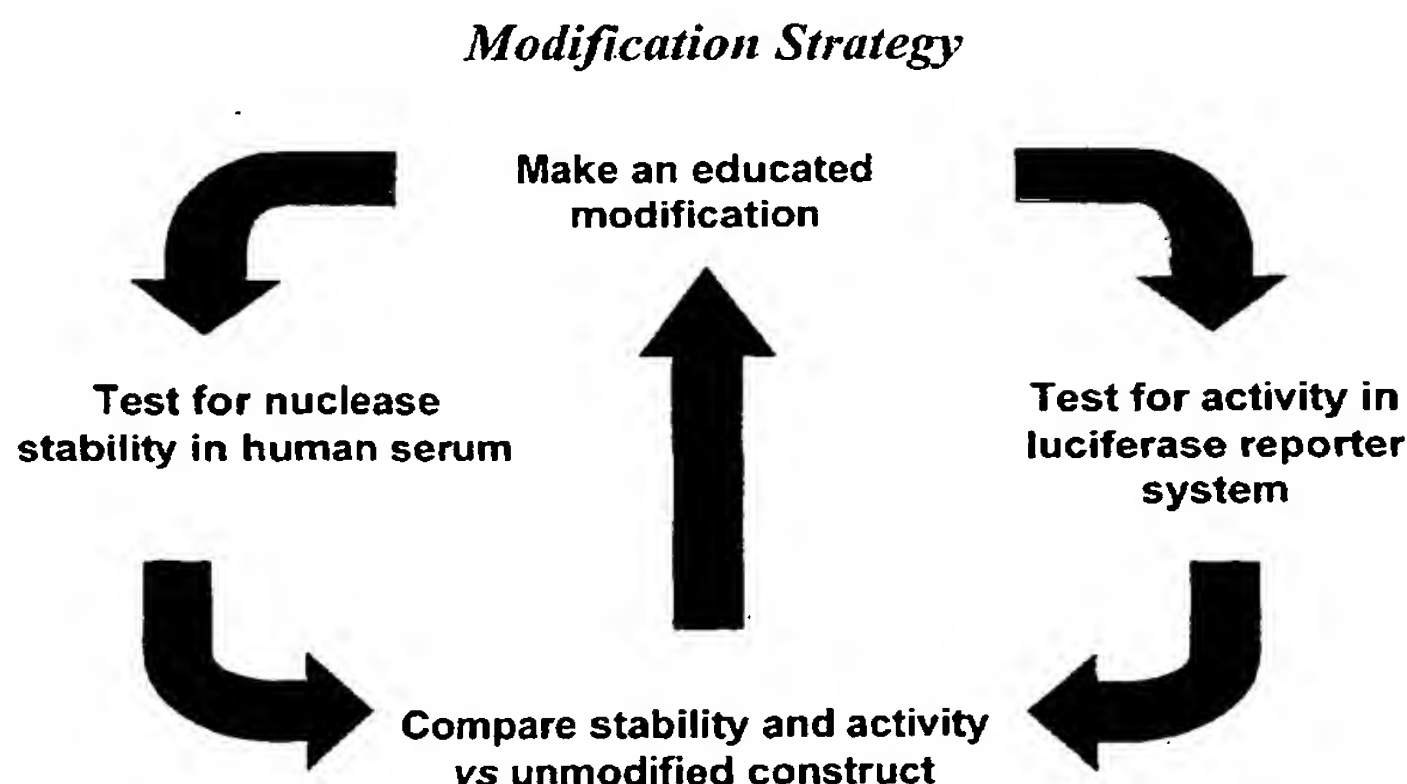 Modification Strategy
Make an educated
modification
Test for nuclease
stability in human serum
Test for activity in
luciferase reporter
system
Compare stability and activity
vs unmodified construct